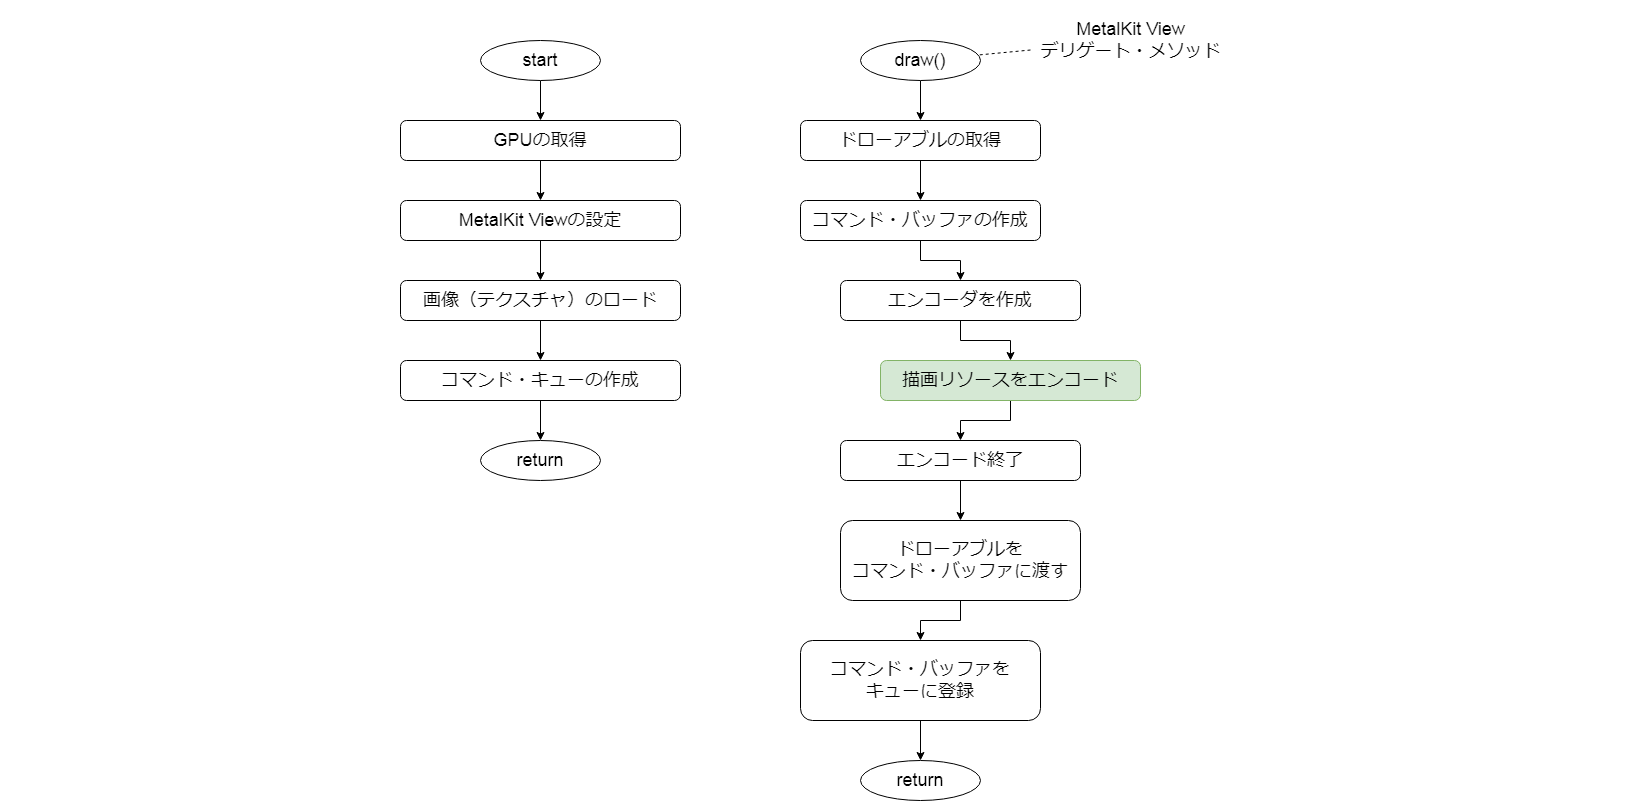 start
GPUの取得
MetalKit Viewの設定
画像（テクスチャ）のロード
コマンド・キューの作成
return
draw()
MetalKit View
デリゲート・メソッド
ドローアブルの取得
コマンド・バッファの作成
エンコーダを作成
描画リソースをエンコード
エンコード終了
ドローアブルを
コマンド・バッファに渡す
コマンド・バッファを
キューに登録
return